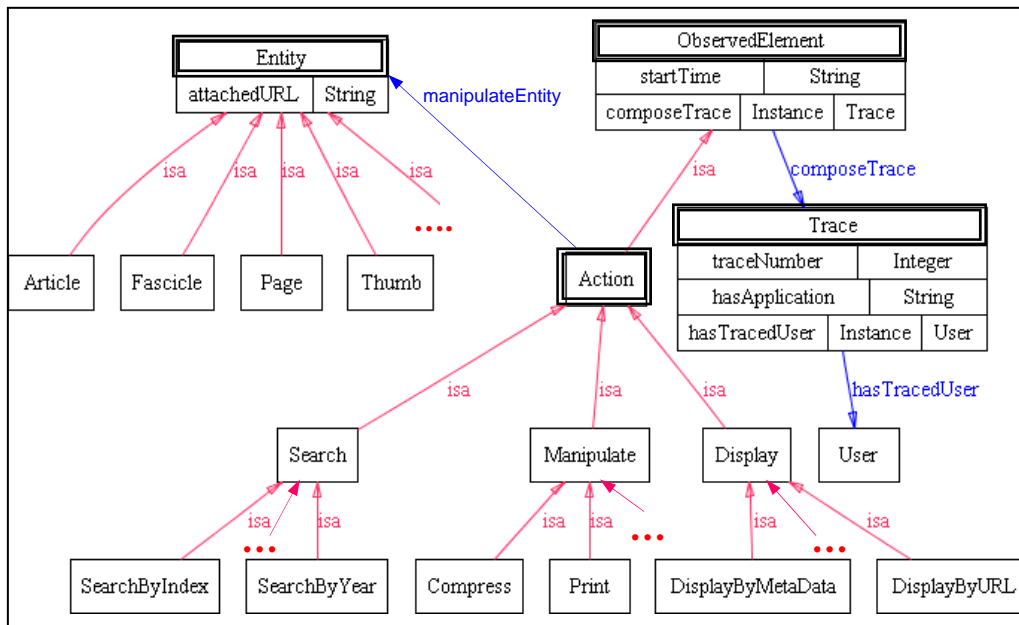 ObservedElement
startTime String
composeTrace Instance Trace
Entity
attachedURL String
manipulateEntity
isa isa isa isa isa
isa
composeTrace
....
Trace
traceNumber Integer
hasApplication String
hasTracedUser Instance User
Article Fascicle Page Thumb
Action
isa isa isa
hasTracedUser
Search Manipulate Display User
isa isa isa isa isa isa
... ... ...
SearchByIndex SearchByYear Compress Print DisplayByMetaData DisplayByURL